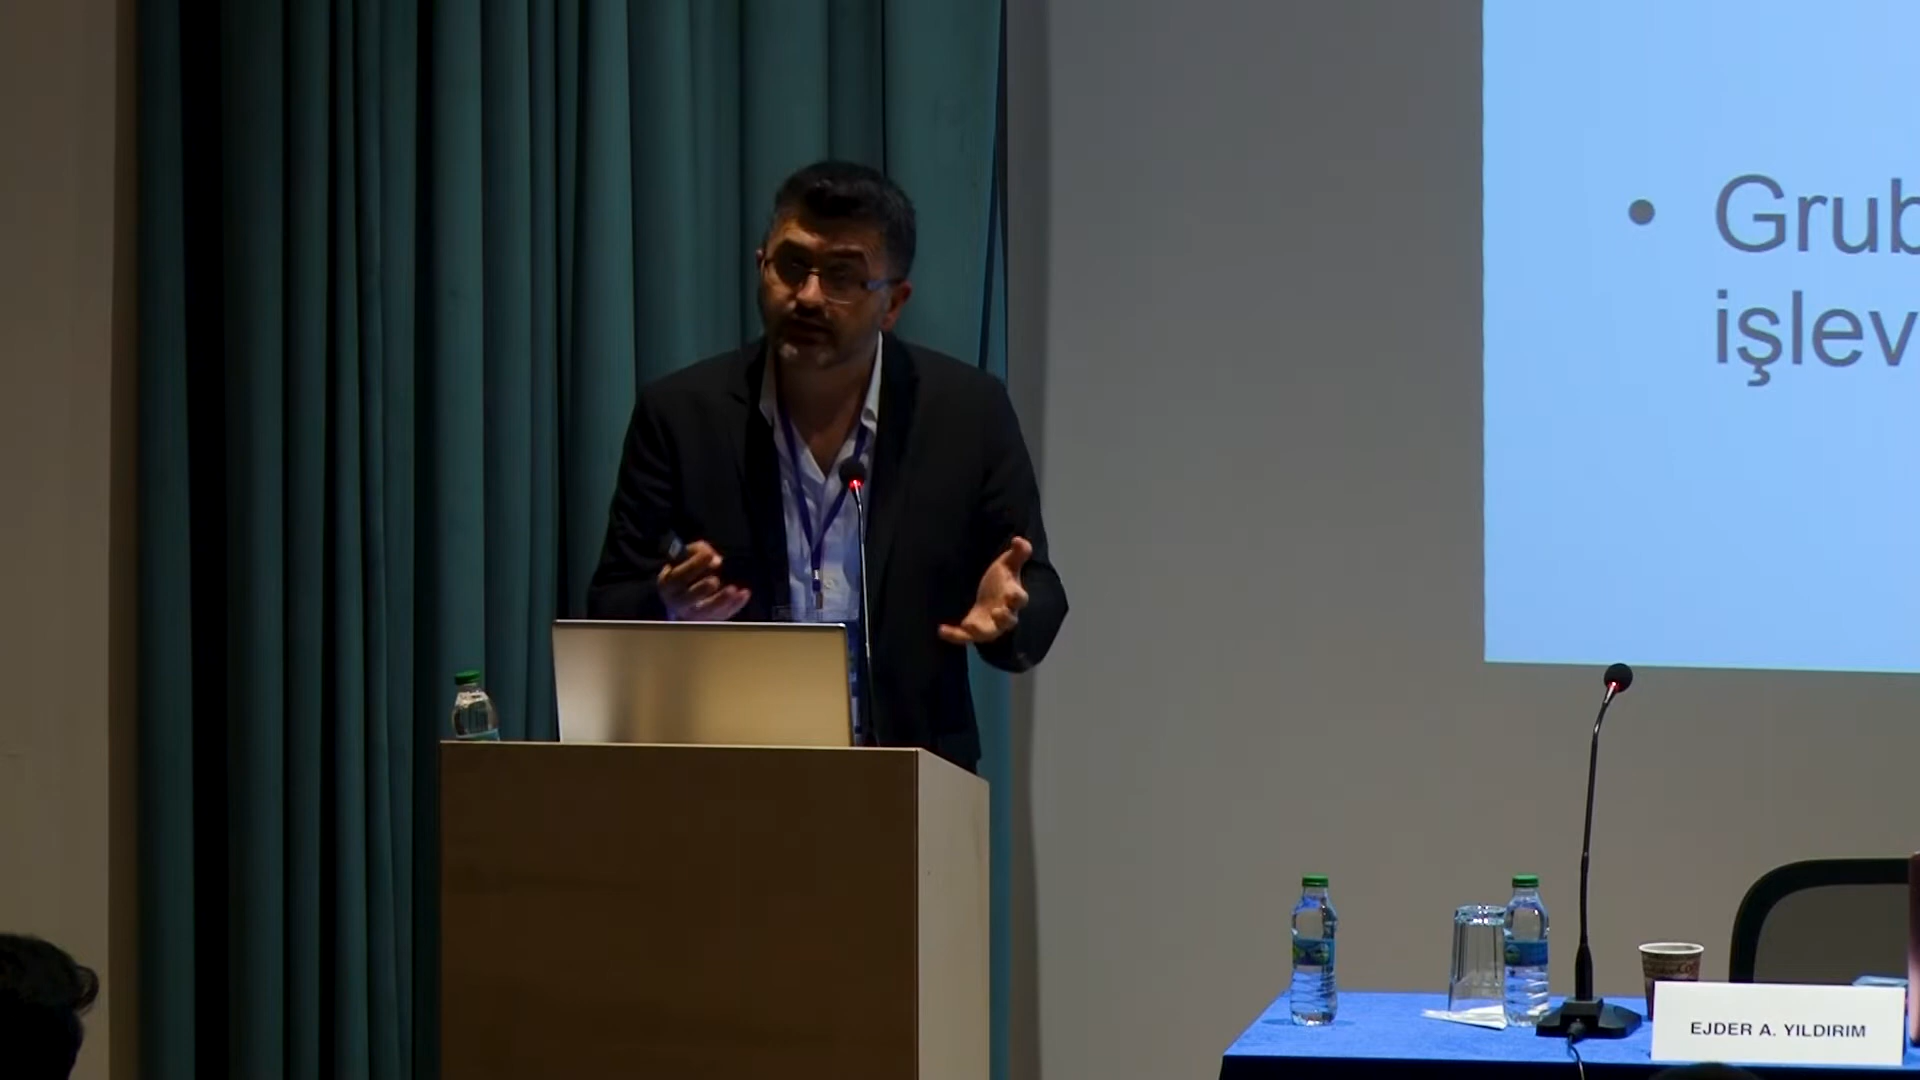 • Grub
işlev
EJDER A. YILDIRIM